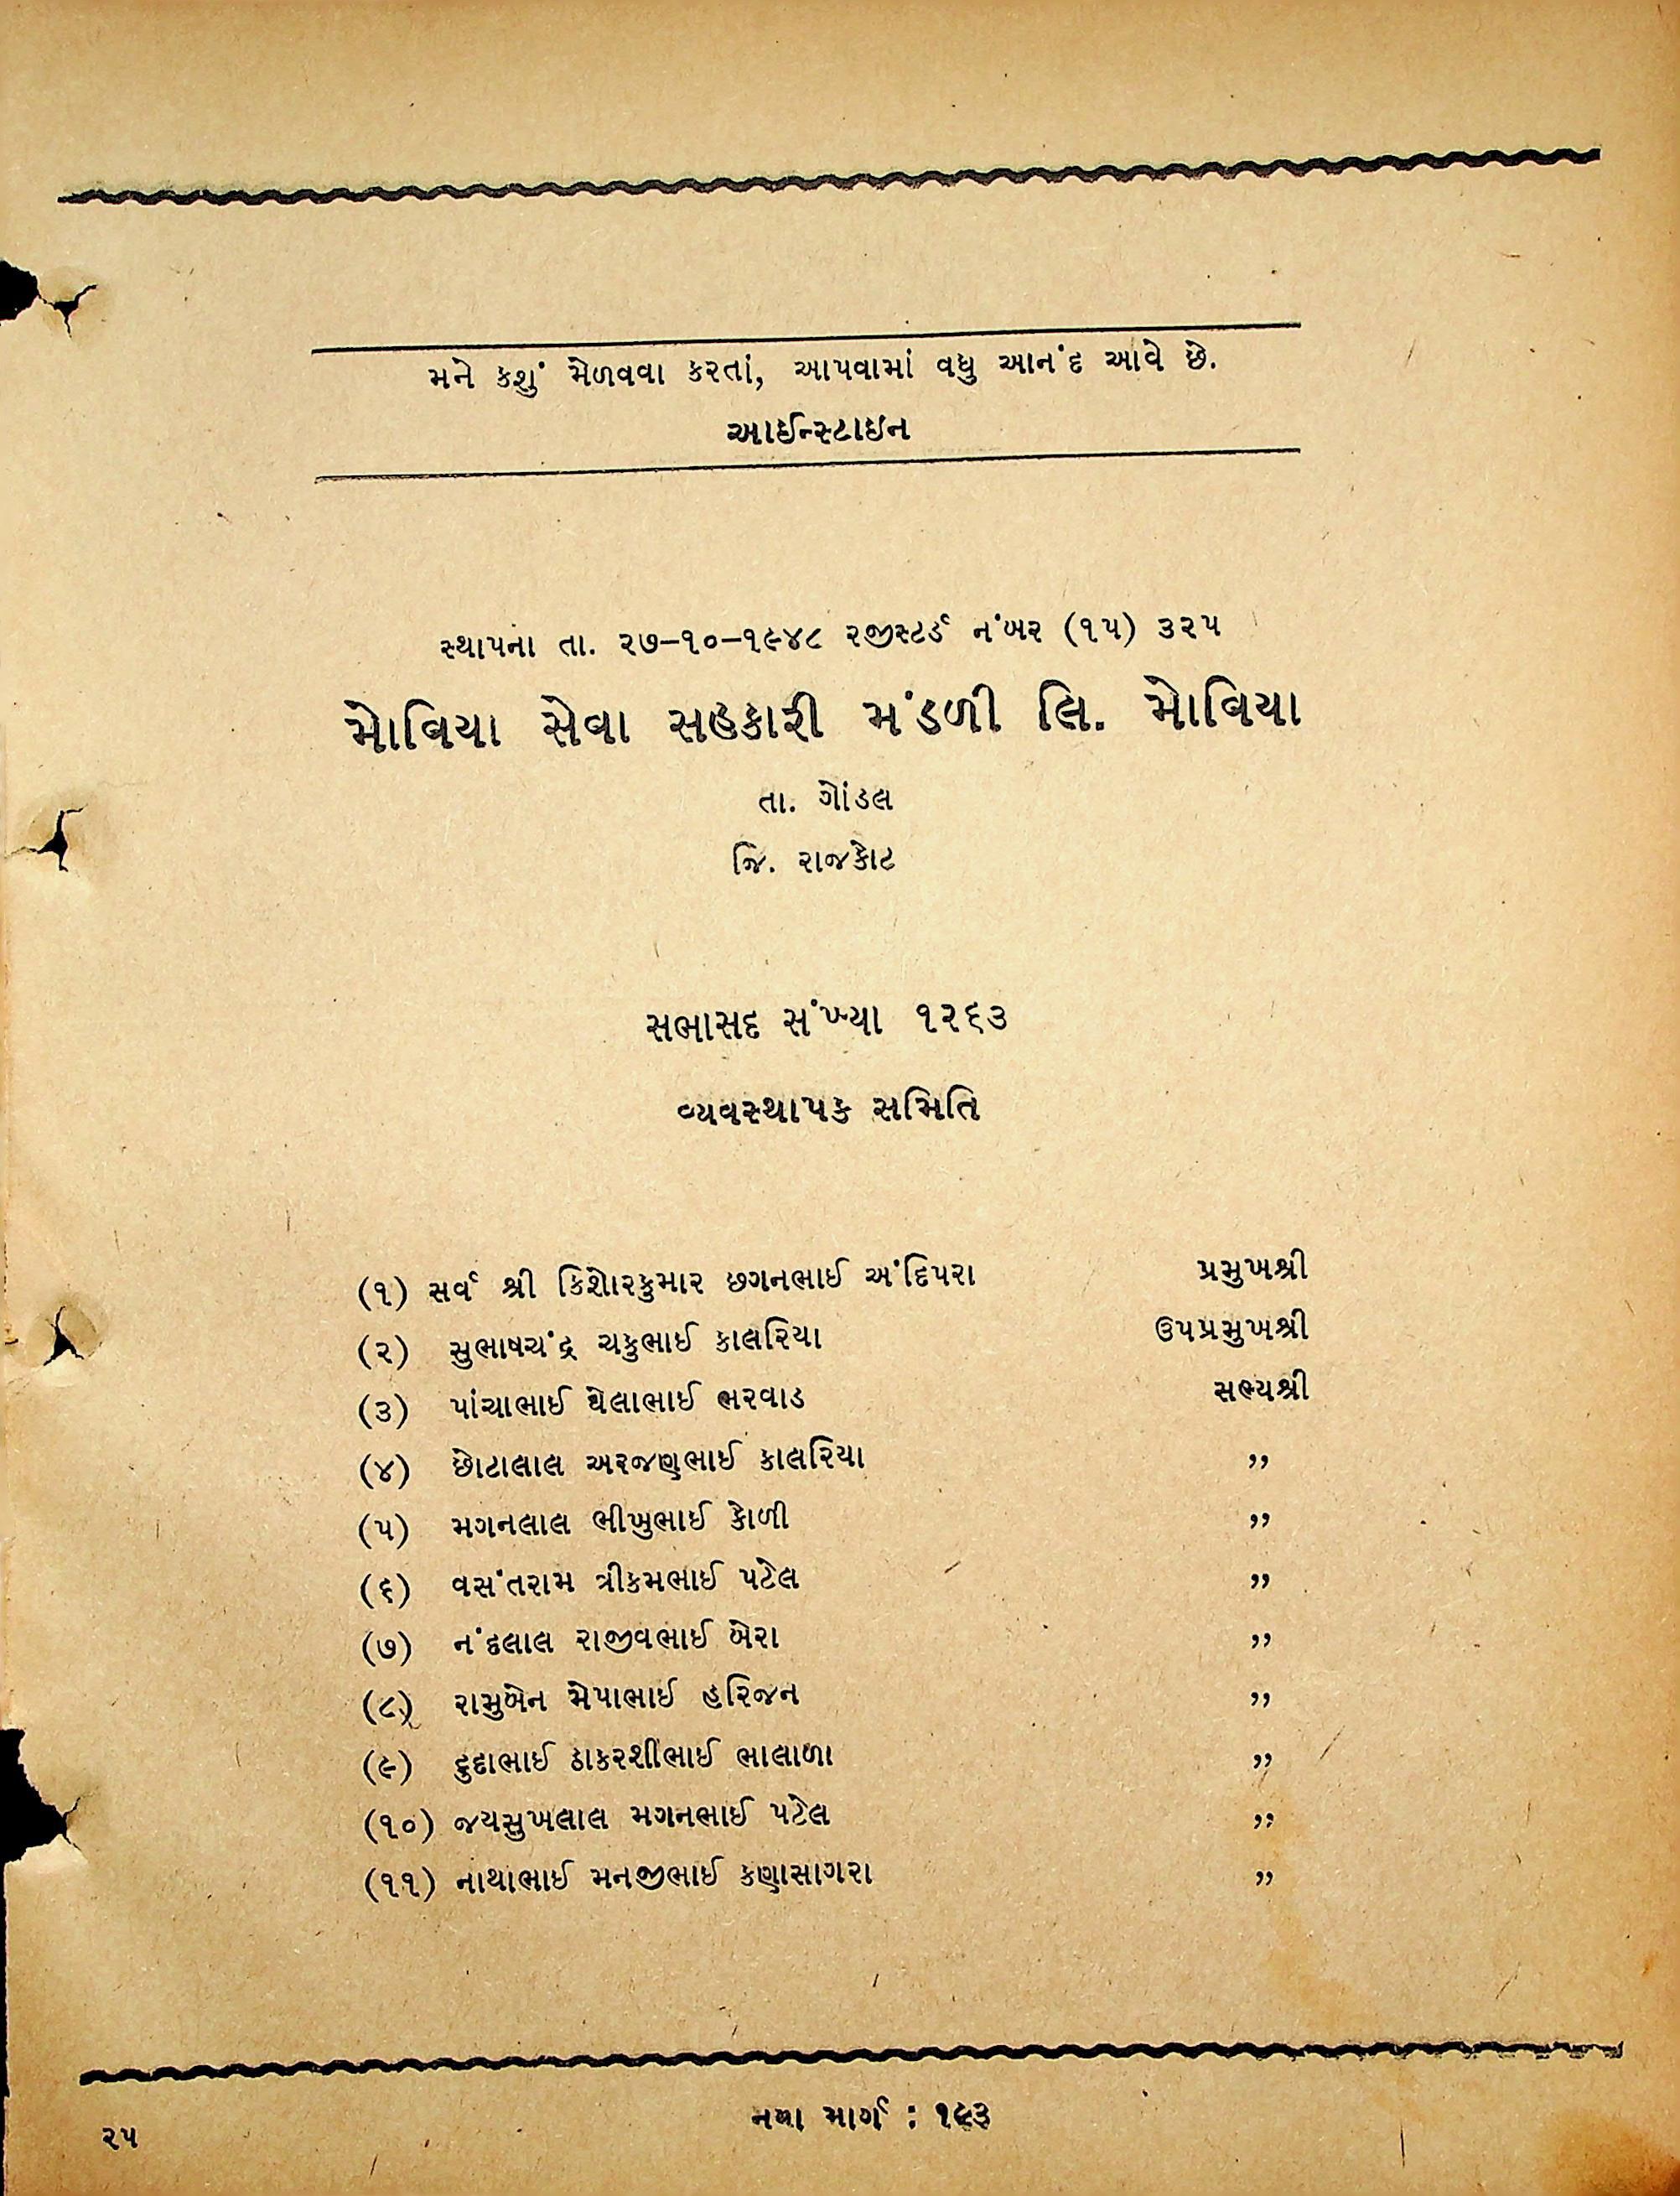 મને કશું મેળવવા કરતાં, આપવામાં વધુ આનંદ આવે છે.
આઈન્સ્ટાઇન
સ્થાપના તા. ૨૭–૧૦–૧૯૪૮ રજીસ્ટર્ડ નંબર (૧૫) ૩૨૫
મોવિયા સેવા સહકારી મંડળી લિ. મોવિયા
તા. ગોંડલ
જિ. રાજકોટ
સભાસદ સંખ્યા ૧૨૬૩
વ્યવસ્થાપક સમિતિ
(૧) સર્વ શ્રી કિશોરકુમાર છગનભાઈ અંદિપરા પ્રમુખશ્રી
(૨) સુભાષચંદ્ર ચકુભાઈ કાલરિયા ઉપપ્રમુખશ્રી
(૩) પાંચાભાઈ ઘેલાભાઈ ભરવાડ સભ્યશ્રી
(૪) છોટાલાલ અરજણભાઈ કાલરિયા ,,
(૫) મગનલાલ ભીખુભાઈ કોળી ,,
(૬) વસંતરામ ત્રીકમભાઈ પટેલ ,,
(૭) નંદલાલ રાજીવભાઈ ખેરા ,,
(૮) રામુબેન મેપાભાઈ હરિજન ,,
(૯) દુદાભાઈ ઠાકરશીભાઈ ભાલાળા ,,
(૧૦) જયસુખલાલ મગનભાઈ પટેલ ,,
(૧૧) નાથાભાઈ મનજીભાઈ કણાસાગરા ,,
નયા માર્ગ : ૧૯૩
૨૫